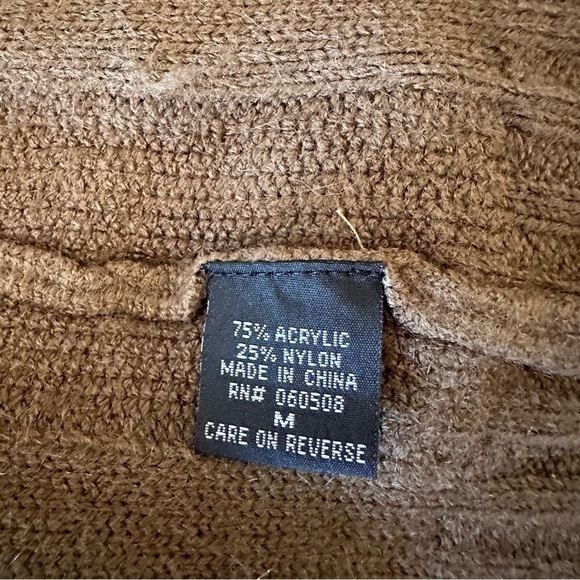 75% ACRYLIC
25% NYLON
MADE IN CHINA
RN# 060508
M
CARE ON REVERSE